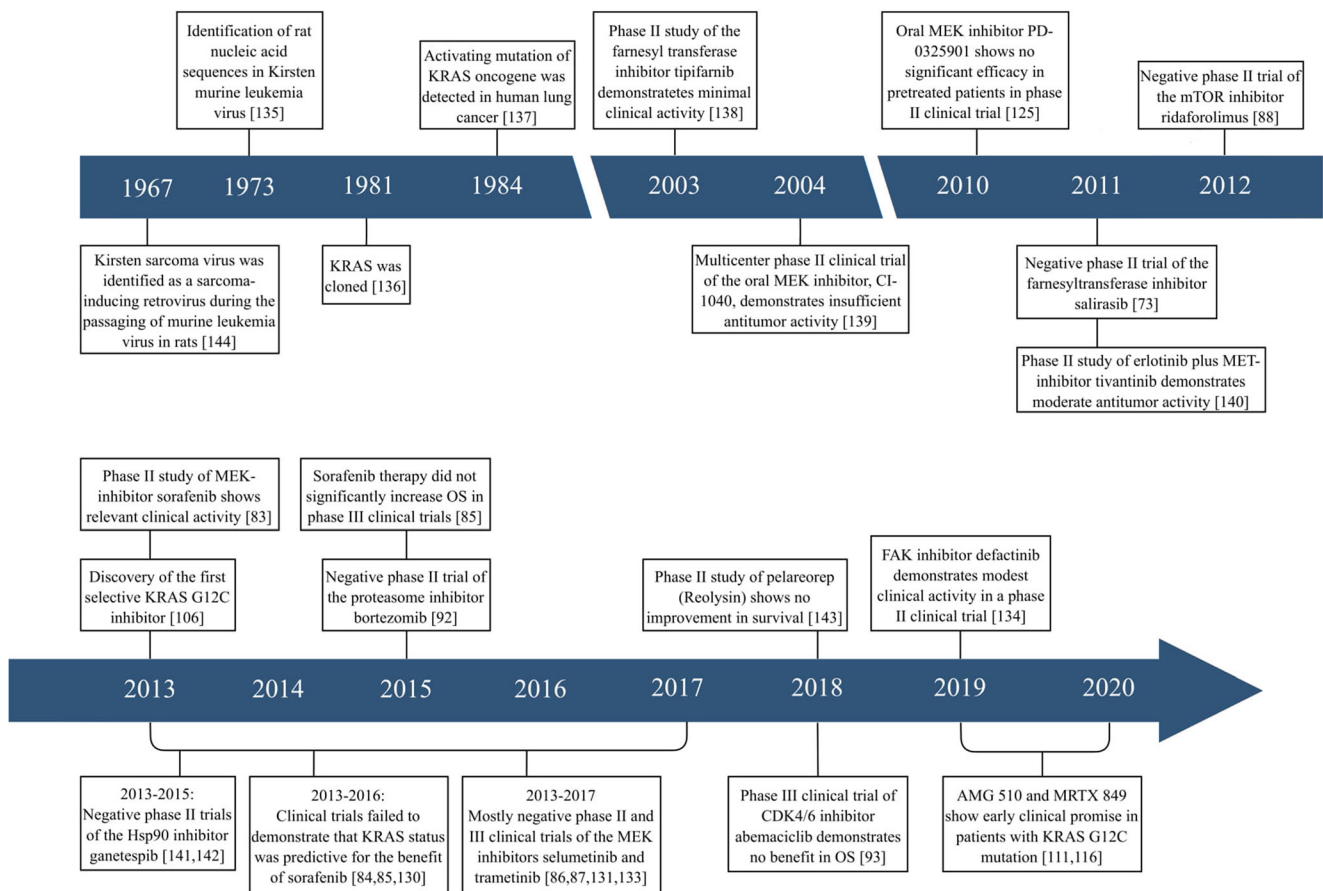 Identification of rat
nucleic acid
sequences in Kirsten
murine leukemia
virus [135]
Activating mutation of
KRAS oncogene was
detected in human lung
cancer [137]
Phase II study of the
farnesyl transferase
inhibitor tipifarnib
demonstratetes minimal
clinical activity [138]
Oral MEK inhibitor PD-
0325901 shows no
significant efficacy in
pretreated patients in phase
II clinical trial [125]
Negative phase II trial of
the mTOR inhibitor
ridaforolimus [88]
1967 1973 1981 1984 2003 2004 2010 2011 2012
Kirsten sarcoma virus was
identified as a sarcoma-
inducing retrovirus during the
passaging of murine leukemia
virus in rats [144]
KRAS was
cloned [136]
Multicenter phase II clinical trial
of the oral MEK inhibitor, CI-
1040, demonstrates insufficient
antitumor activity [139]
Negative phase II trial of the
farnesyltransferase inhibitor
salirasib [73]
Phase II study of erlotinib plus MET-
inhibitor tivantinib demonstrates
moderate antitumor activity [140]
Phase II study of MEK-
inhibitor sorafenib shows
relevant clinical activity [83]
Discovery of the first
selective KRAS G12C
inhibitor [106]
Sorafenib therapy did not
significantly increase OS in
phase III clinical trials [85]
Negative phase II trial of
the proteasome inhibitor
bortezomib [92]
Phase II study of pelareorep
(Reolysin) shows no
improvement in survival [143]
FAK inhibitor defactinib
demonstrates modest
clinical activity in a phase
II clinical trial [134]
2013 2014 2015 2016 2017 2018 2019 2020
2013-2015:
Negative phase II trials
of the Hsp90 inhibitor
ganetespib [141,142]
2013-2016:
Clinical trials failed to
demonstrate that KRAS status
was predictive for the benefit
of sorafenib [84,85,130]
2013-2017
Mostly negative phase II and
III clinical trials of the MEK
inhibitors selumetinib and
trametinib [86,87,131,133]
Phase III clinical trial of
CDK4/6 inhibitor
abemaciclib demonstrates
no benefit in OS [93]
AMG 510 and MRTX 849
show early clinical promise in
patients with KRAS G12C
mutation [111,116]